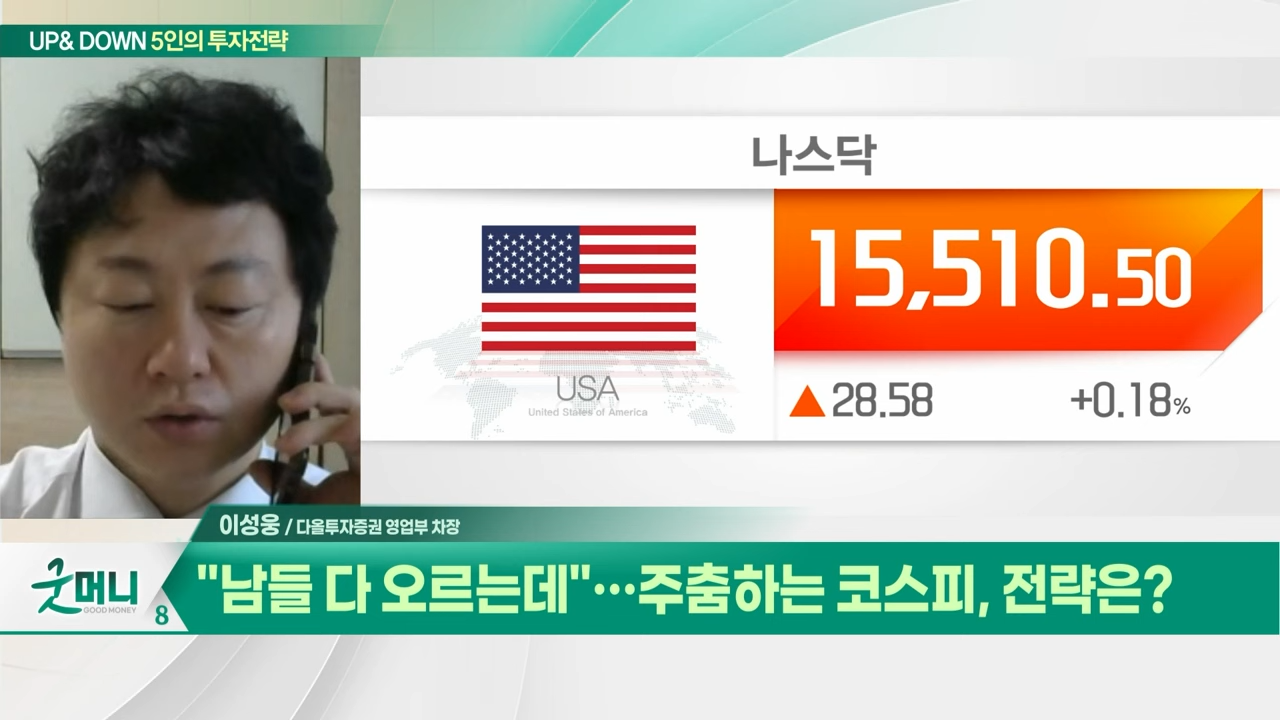 UP& DOWN 5인의 투자전략
나스닥
15,510.50
USA
United States of America
▲28.58 +0.18%
이성웅 / 다올투자증권 영업부 차장
굿머니
GOOD MONEY
8
"남들 다 오르는데"…주춤하는 코스피, 전략은?